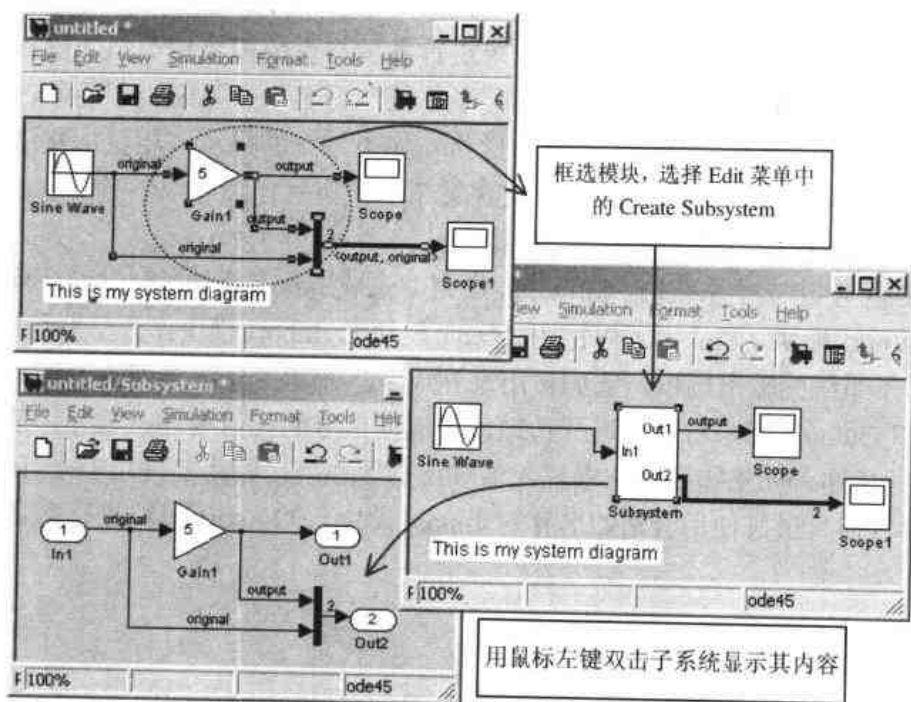 untitled *
File Edit View Simulation Format Tools Help
original
5
output
Sine Wave
Gain1
Scope
output
2
original
<output, original>
Scope1
This is my system diagram
100%
ode45
框选模块，选择 Edit 菜单中
的 Create Subsystem
View Simulation Format Tools Help
Out1
output
In1
Out2
Sine Wave
Scope
Subsystem
2
Scope1
This is my system diagram
100%
ode45
untitled/Subsystem *
File Edit View Simulation Format Tools Help
1
original
5
1
In1
Gain1
Out1
output
2
original
2
Out2
100%
ode45
用鼠标左键双击子系统显示其内容